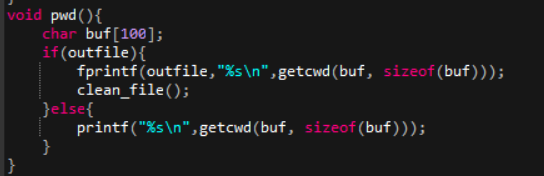 void pwd(){
    char buf[100];
    if(outfile){
        fprintf(outfile,"%s\n",getcwd(buf, sizeof(buf)));
        clean_file();
    }else{
        printf("%s\n",getcwd(buf, sizeof(buf)));
    }
}